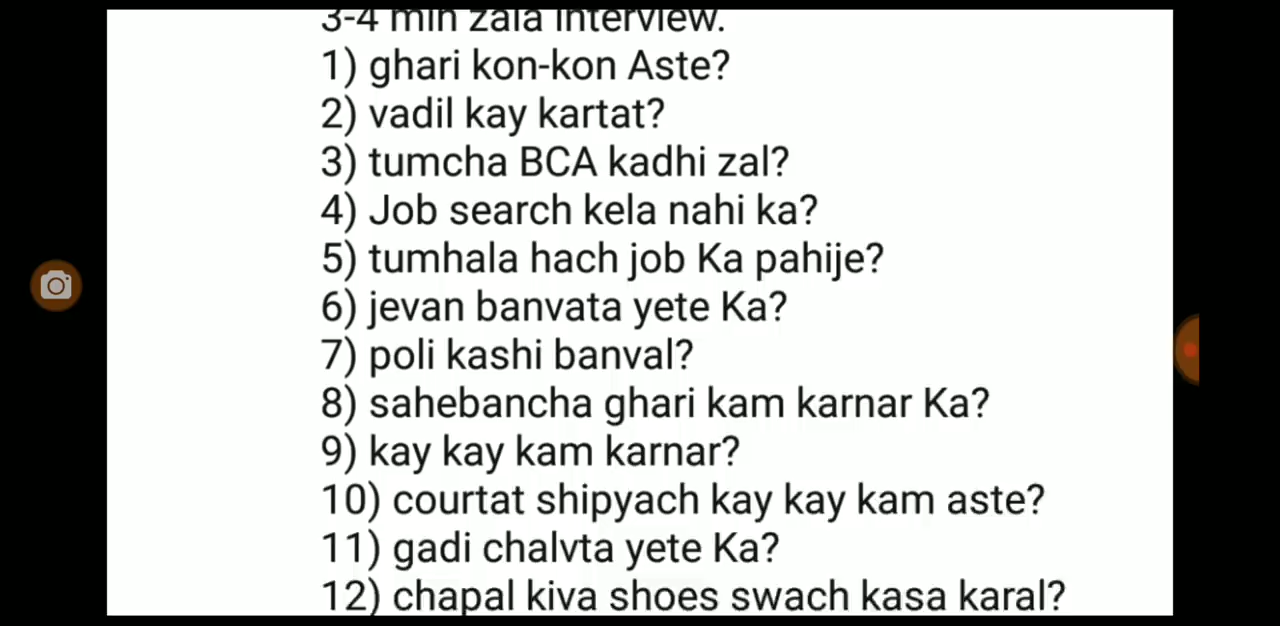 3-4 min zala interview.
1) ghari kon-kon Aste?
2) vadil kay kartat?
3) tumcha BCA kadhi zal?
4) Job search kela nahi ka?
5) tumhala hach job Ka pahije?
6) jevan banvata yete Ka?
7) poli kashi banval?
8) sahebancha ghari kam karnar Ka?
9) kay kay kam karnar?
10) courtat shipyach kay kay kam aste?
11) gadi chalvta yete Ka?
12) chapal kiva shoes swach kasa karal?